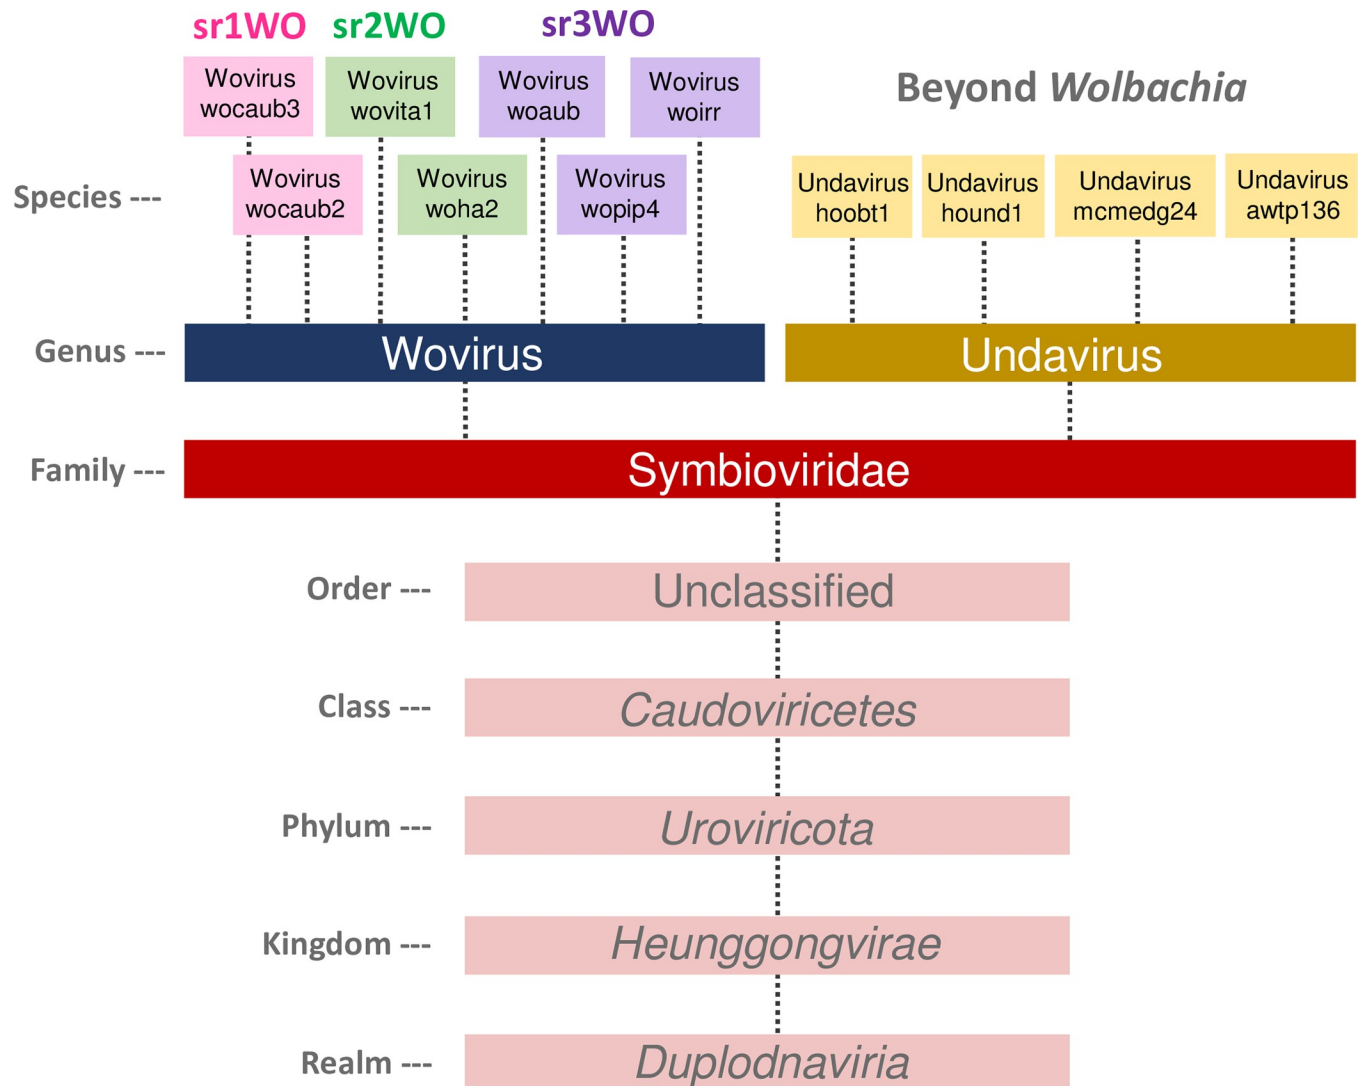 sr1WO sr2WO sr3WO
Wovirus
wocaub3
Wovirus
wovita1
Wovirus
woaub
Wovirus
woirr
Beyond Wolbachia
Species ---
Wovirus
wocaub2
Wovirus
woha2
Wovirus
wopip4
Undavirus
hoobt1
Undavirus
hound1
Undavirus
mcmedg24
Undavirus
awtp136
Genus ---
Wovirus
Undavirus
Family ---
Symbioviridae
Order ---
Unclassified
Class ---
Caudoviricetes
Phylum ---
Uroviricota
Kingdom ---
Heunggongvirae
Realm ---
Duplodnaviria